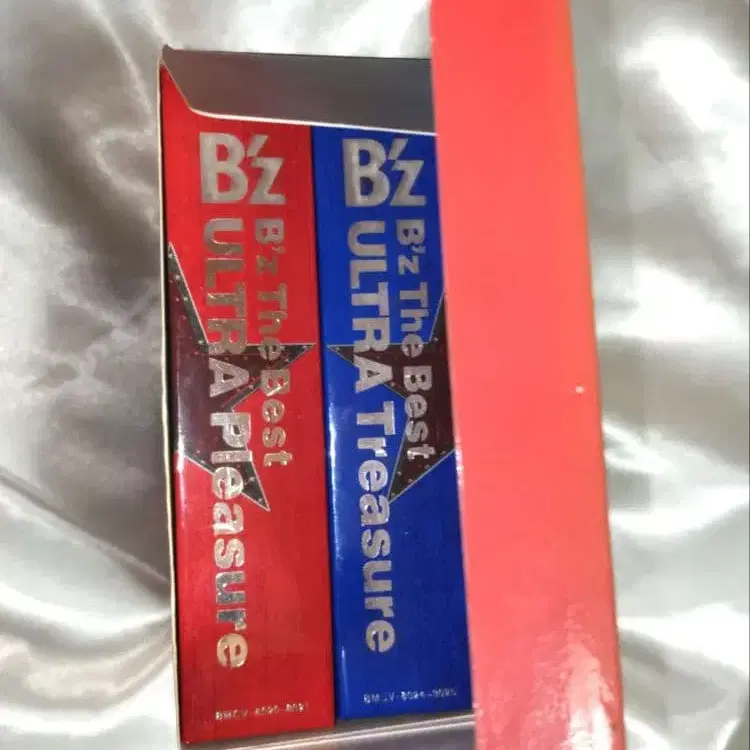 B'z
B'z The Best
ULTRA Pleasure
B'z
B'z The Best
ULTRA Treasure